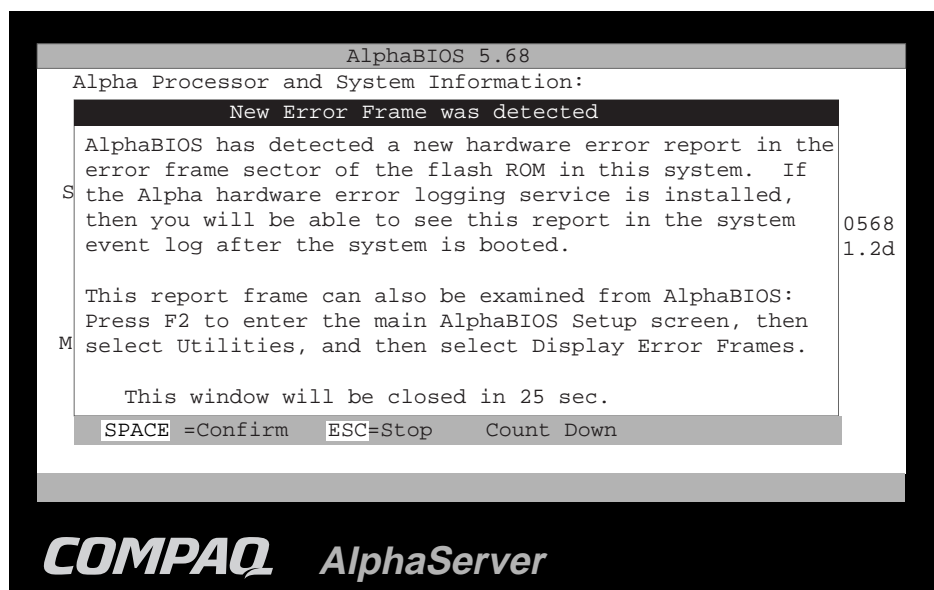 AlphaBIOS 5.68
Alpha Processor and System Information:
New Error Frame was detected
AlphaBIOS has detected a new hardware error report in the
error frame sector of the flash ROM in this system. If
S the Alpha hardware error logging service is installed,
then you will be able to see this report in the system 0568
event log after the system is booted. 1.2d
This report frame can also be examined from AlphaBIOS:
Press F2 to enter the main AlphaBIOS Setup screen, then
M select Utilities, and then select Display Error Frames.
This window will be closed in 25 sec.
SPACE =Confirm ESC=Stop Count Down
COMPAQ AlphaServer